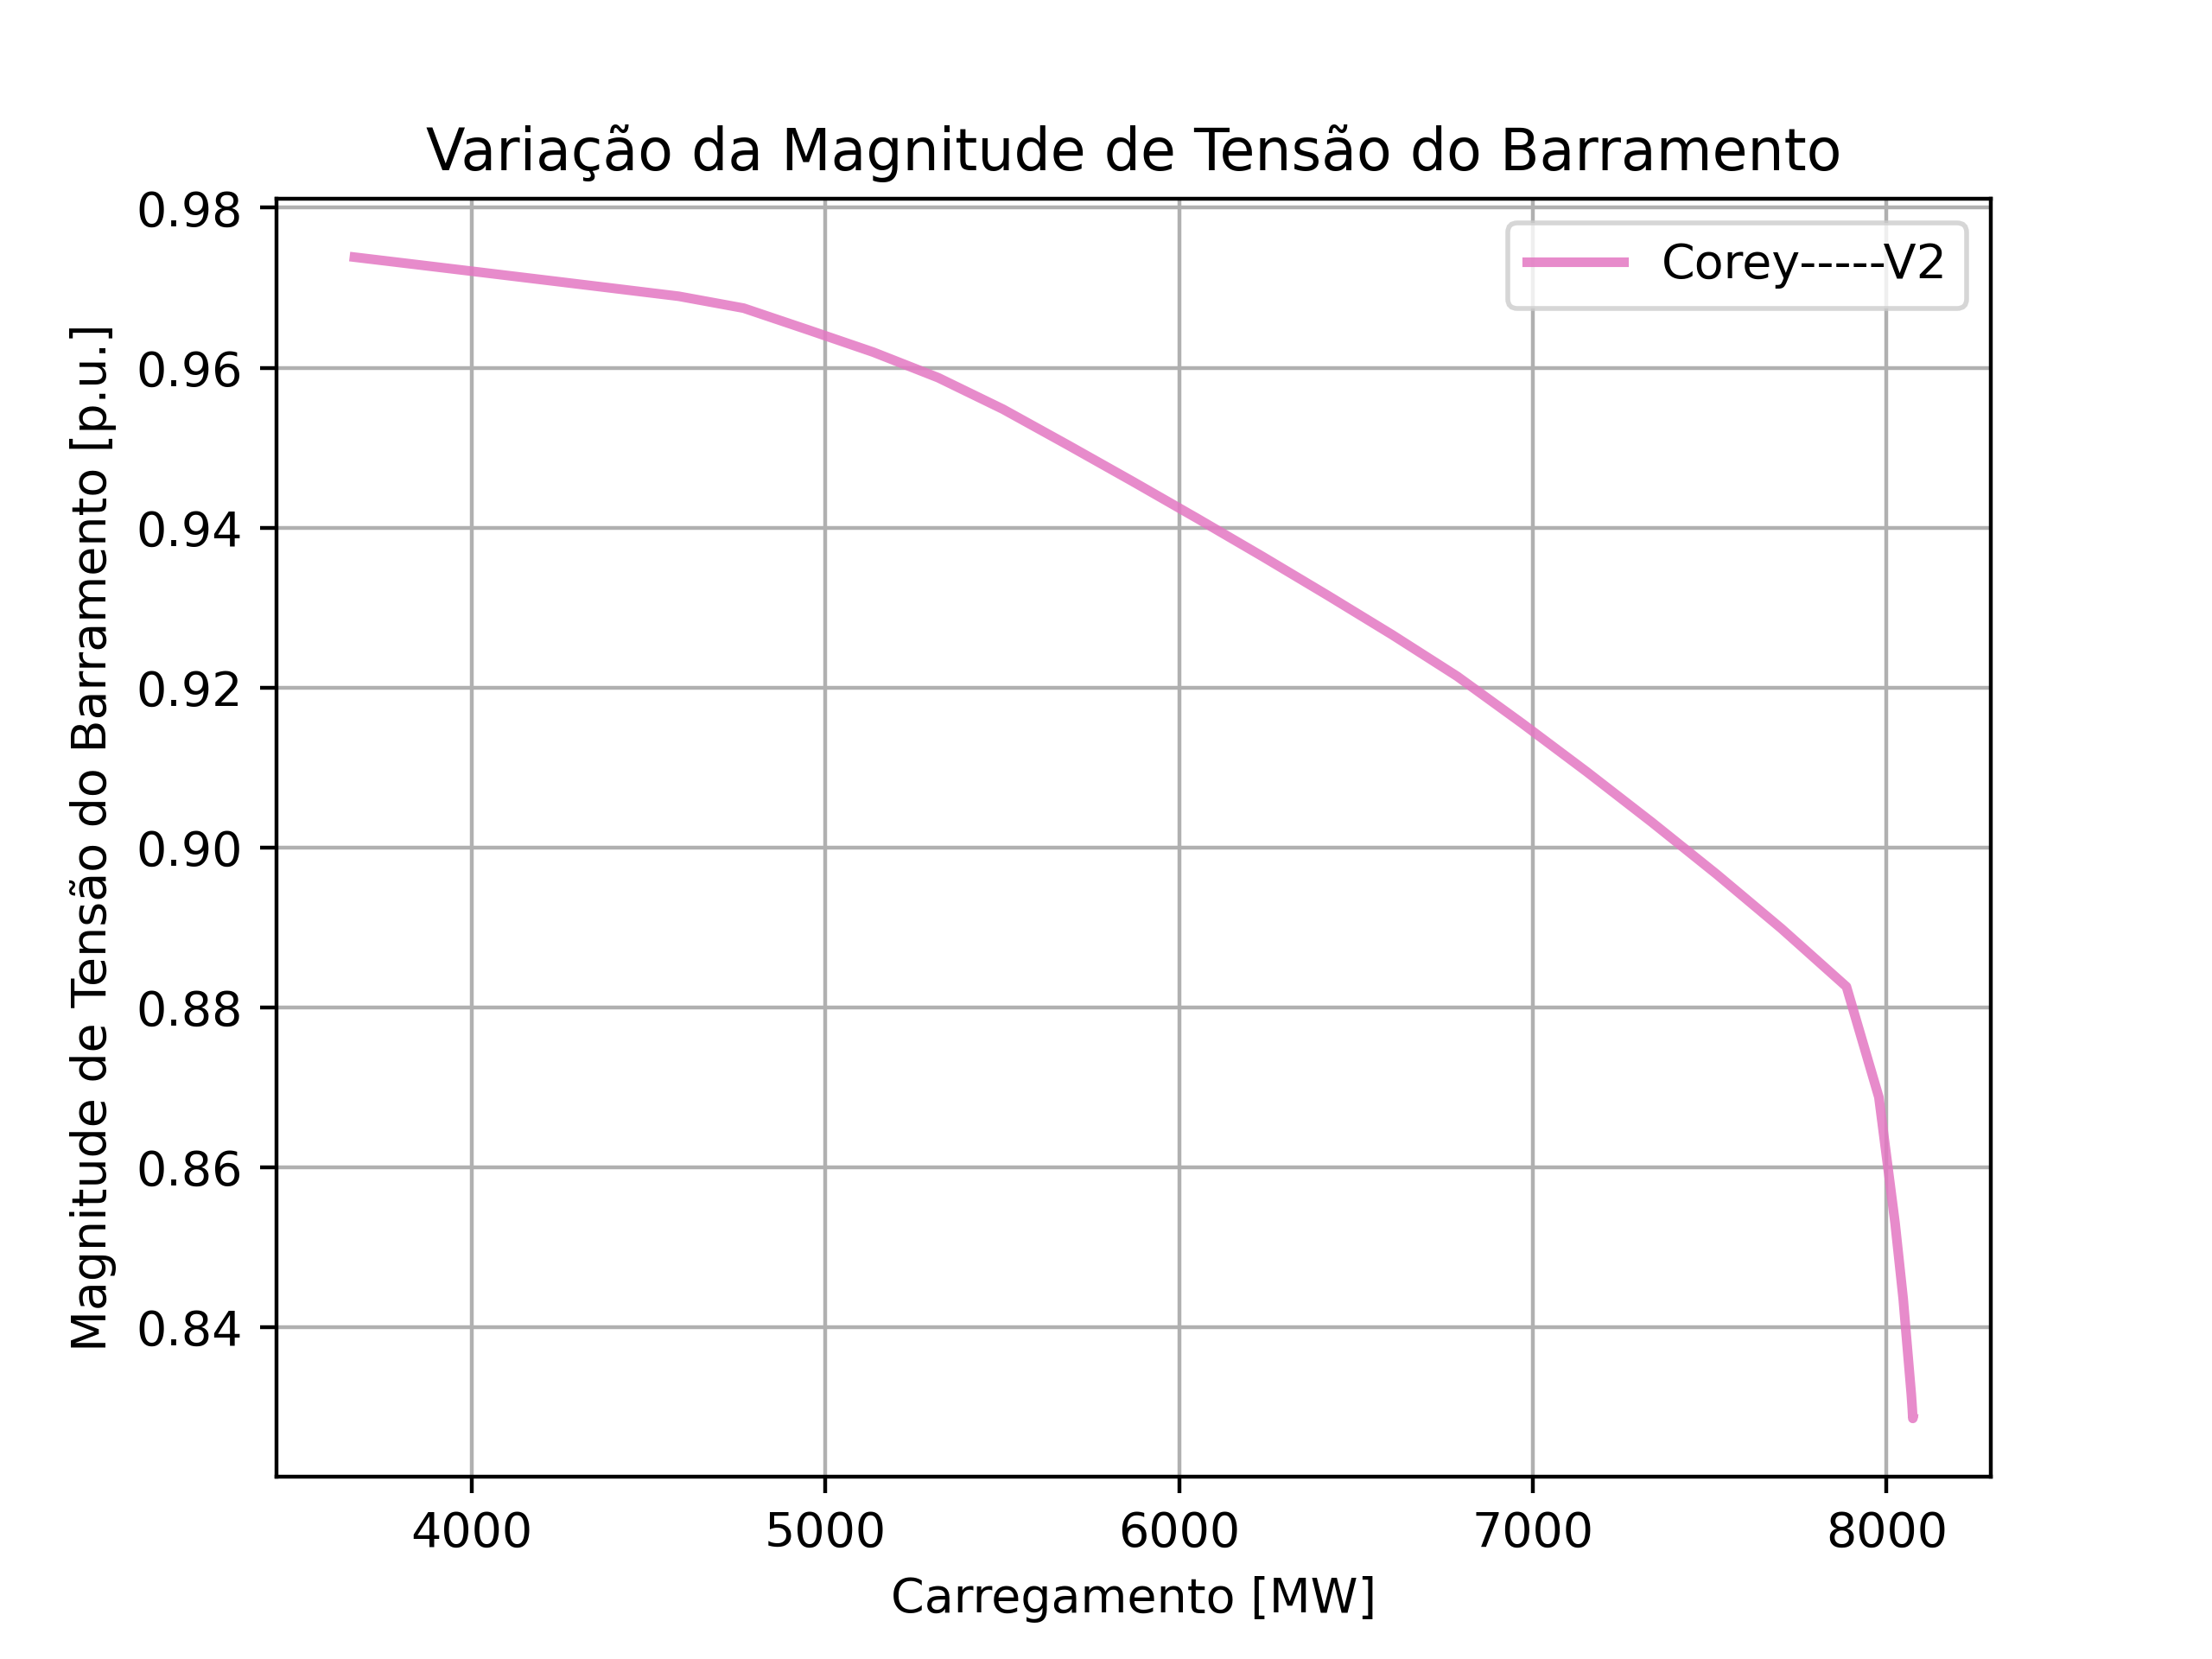 Variação da Magnitude de Tensão do Barramento
Corey-----V2
Magnitude de Tensão do Barramento [p.u.]
0.98
0.96
0.94
0.92
0.90
0.88
0.86
0.84
4000 5000 6000 7000 8000
Carregamento [MW]